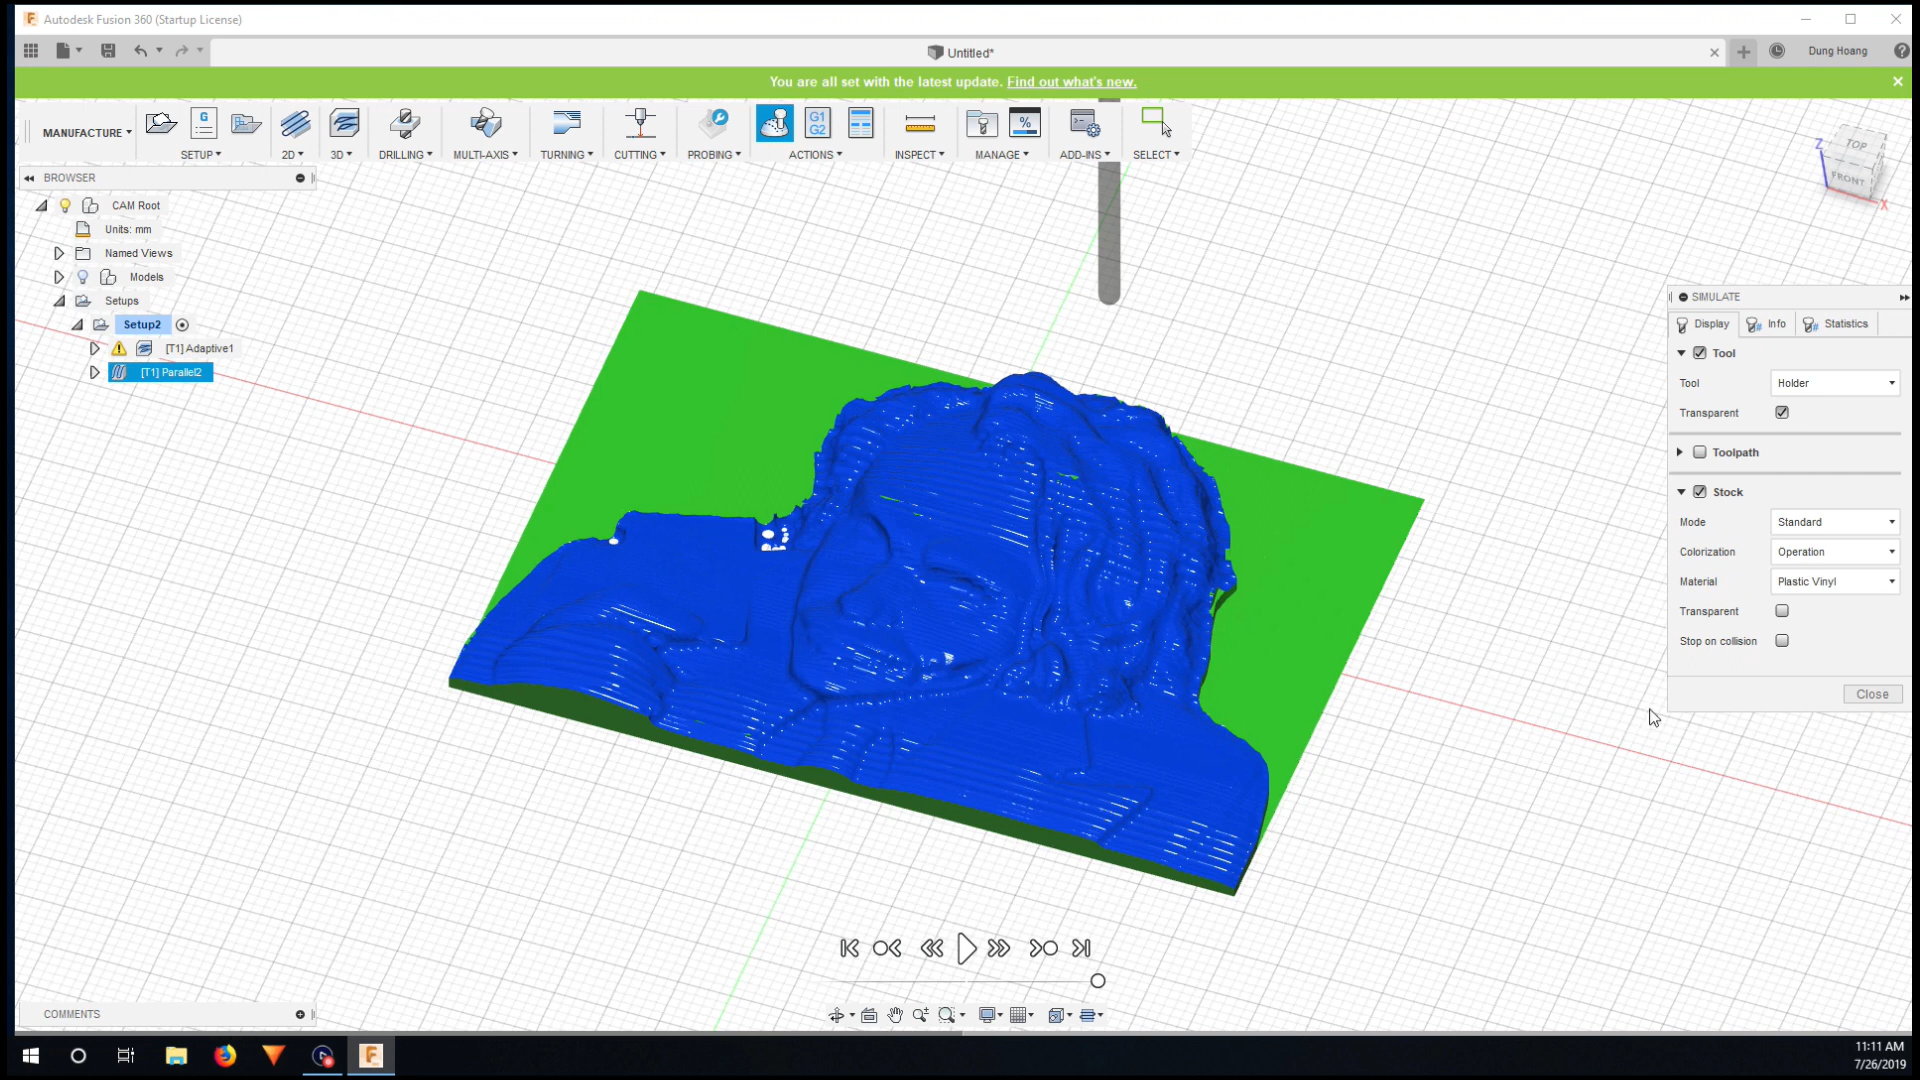 Autodesk Fusion 360 (Startup License)
Untitled*
Dung Hoang
You are all set with the latest update. Find out what's new.
MANUFACTURE
SETUP
2D
3D
DRILLING
MULTI-AXIS
TURNING
CUTTING
PROBING
ACTIONS
INSPECT
MANAGE
ADD-INS
SELECT
G
G1
G2
%
TOP
FRONT
Z
X
BROWSER
CAM Root
Units: mm
Named Views
Models
Setups
Setup2
[T1] Adaptive1
[T1] Parallel2
SIMULATE
Display
Info
Statistics
Tool
Tool
Holder
Transparent
Toolpath
Stock
Mode
Standard
Colorization
Operation
Material
Plastic Vinyl
Transparent
Stop on collision
Close
COMMENTS
11:11 AM
7/26/2019